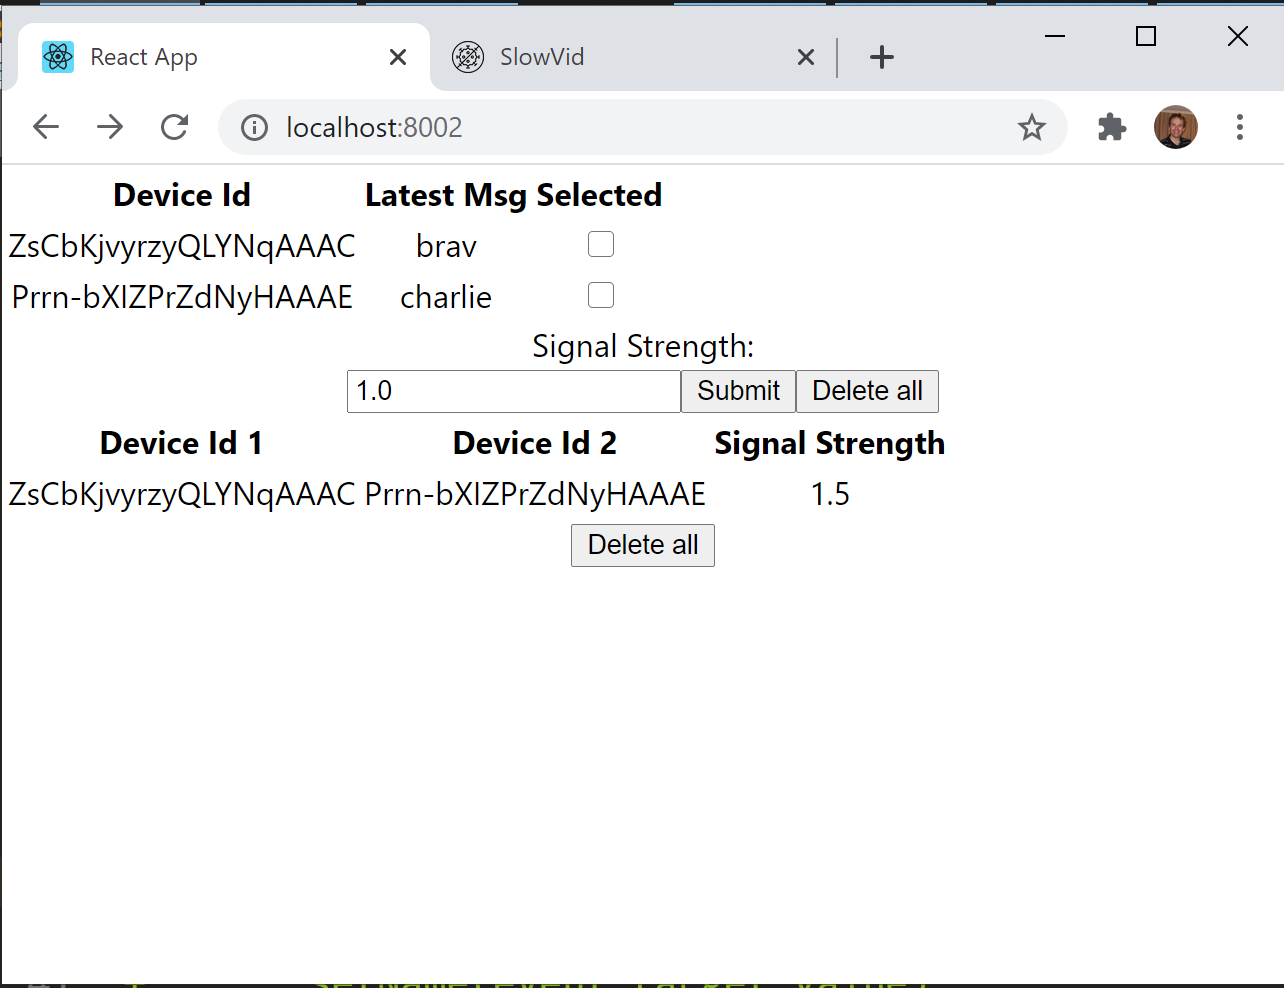 React App SlowVid
localhost:8002
Device Id Latest Msg Selected
ZsCbKjvyrzyQLYNqAAAC brav
Prrn-bXIZPrZdNyHAAAE charlie
Signal Strength:
1.0 Submit Delete all
Device Id 1 Device Id 2 Signal Strength
ZsCbKjvyrzyQLYNqAAAC Prrn-bXIZPrZdNyHAAAE 1.5
Delete all